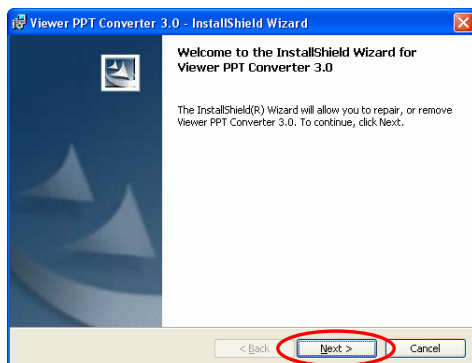 Viewer PPT Converter 3.0 - InstallShield Wizard
Welcome to the InstallShield Wizard for
Viewer PPT Converter 3.0
The InstallShield(R) Wizard will allow you to repair, or remove
Viewer PPT Converter 3.0. To continue, click Next.
< Back Next > Cancel